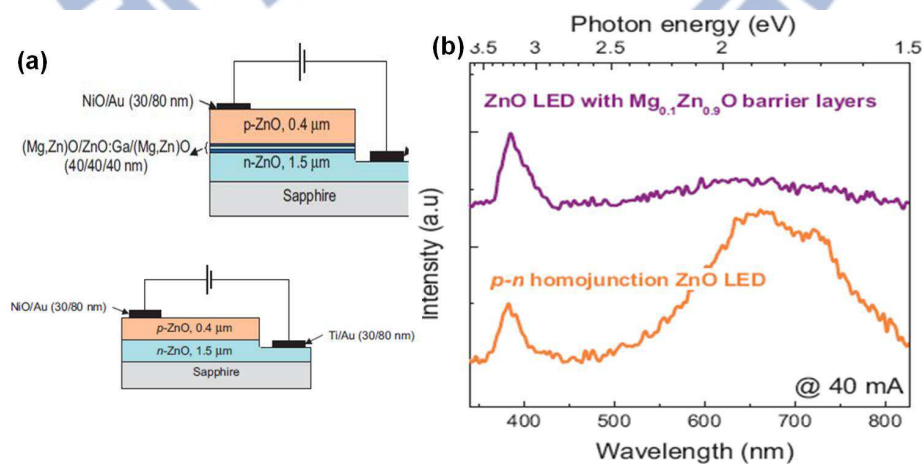 (a)
NiO/Au (30/80 nm)
p-ZnO, 0.4 μm
(Mg,Zn)O/ZnO:Ga/(Mg,Zn)O
(40/40/40 nm)
n-ZnO, 1.5 μm
Sapphire
NiO/Au (30/80 nm)
p-ZnO, 0.4 μm
Ti/Au (30/80 nm)
n-ZnO, 1.5 μm
Sapphire
(b)
Photon energy (eV)
3.5 3 2.5 2 1.5
ZnO LED with Mg0.1Zn0.9O barrier layers
p-n homojunction ZnO LED
@ 40 mA
Intensity (a.u)
400 500 600 700 800
Wavelength (nm)